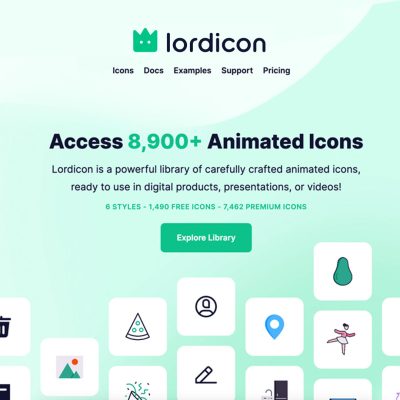 lordicon
Icons Docs Examples Support Pricing
Access 8,900+ Animated Icons
Lordicon is a powerful library of carefully crafted animated icons,
ready to use in digital products, presentations, or videos!
6 STYLES - 1,490 FREE ICONS - 7,462 PREMIUM ICONS
Explore Library